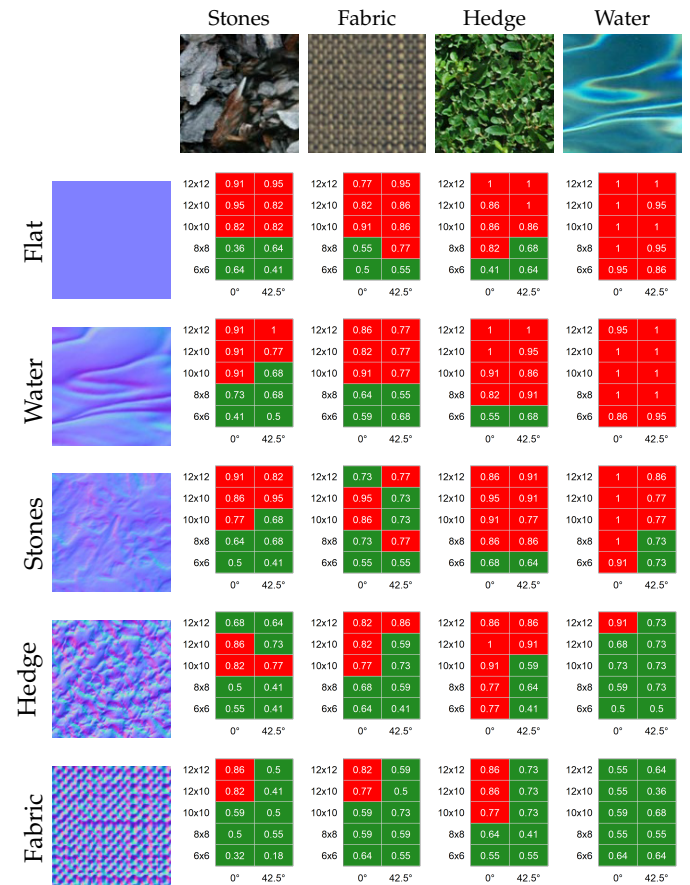 Stones Fabric Hedge Water
Flat
12x12 0.91 0.95 12x12 0.77 0.95 12x12 1 1 12x12 1 1
12x10 0.95 0.82 12x10 0.82 0.86 12x10 0.86 1 12x10 1 0.95
10x10 0.82 0.82 10x10 0.91 0.86 10x10 0.86 0.86 10x10 1 1
8x8 0.36 0.64 8x8 0.55 0.77 8x8 0.82 0.68 8x8 1 0.95
6x6 0.64 0.41 6x6 0.5 0.55 6x6 0.41 0.64 6x6 0.95 0.86
0° 42.5° 0° 42.5° 0° 42.5° 0° 42.5°
Water
12x12 0.91 1 12x12 0.86 0.77 12x12 1 1 12x12 0.95 1
12x10 0.91 0.77 12x10 0.82 0.77 12x10 1 0.95 12x10 1 1
10x10 0.91 0.68 10x10 0.91 0.77 10x10 0.91 0.86 10x10 1 1
8x8 0.73 0.68 8x8 0.64 0.55 8x8 0.82 0.91 8x8 1 1
6x6 0.41 0.5 6x6 0.59 0.68 6x6 0.55 0.68 6x6 0.86 0.95
0° 42.5° 0° 42.5° 0° 42.5° 0° 42.5°
Stones
12x12 0.91 0.82 12x12 0.73 0.77 12x12 0.86 0.91 12x12 1 0.86
12x10 0.86 0.95 12x10 0.95 0.73 12x10 0.95 0.91 12x10 1 0.77
10x10 0.77 0.68 10x10 0.86 0.73 10x10 0.91 0.77 10x10 1 0.77
8x8 0.64 0.68 8x8 0.73 0.77 8x8 0.86 0.86 8x8 1 0.73
6x6 0.5 0.41 6x6 0.55 0.55 6x6 0.68 0.64 6x6 0.91 0.73
0° 42.5° 0° 42.5° 0° 42.5° 0° 42.5°
Hedge
12x12 0.68 0.64 12x12 0.82 0.86 12x12 0.86 0.86 12x12 0.91 0.73
12x10 0.86 0.73 12x10 0.82 0.59 12x10 1 0.91 12x10 0.68 0.73
10x10 0.82 0.77 10x10 0.77 0.73 10x10 0.91 0.59 10x10 0.73 0.73
8x8 0.5 0.41 8x8 0.68 0.59 8x8 0.77 0.64 8x8 0.59 0.73
6x6 0.55 0.41 6x6 0.64 0.41 6x6 0.77 0.41 6x6 0.5 0.5
0° 42.5° 0° 42.5° 0° 42.5° 0° 42.5°
Fabric
12x12 0.86 0.5 12x12 0.82 0.59 12x12 0.86 0.73 12x12 0.55 0.64
12x10 0.82 0.41 12x10 0.77 0.5 12x10 0.86 0.73 12x10 0.55 0.36
10x10 0.59 0.5 10x10 0.59 0.73 10x10 0.77 0.73 10x10 0.59 0.68
8x8 0.5 0.55 8x8 0.59 0.59 8x8 0.64 0.41 8x8 0.55 0.55
6x6 0.32 0.18 6x6 0.64 0.55 6x6 0.55 0.55 6x6 0.64 0.64
0° 42.5° 0° 42.5° 0° 42.5° 0° 42.5°